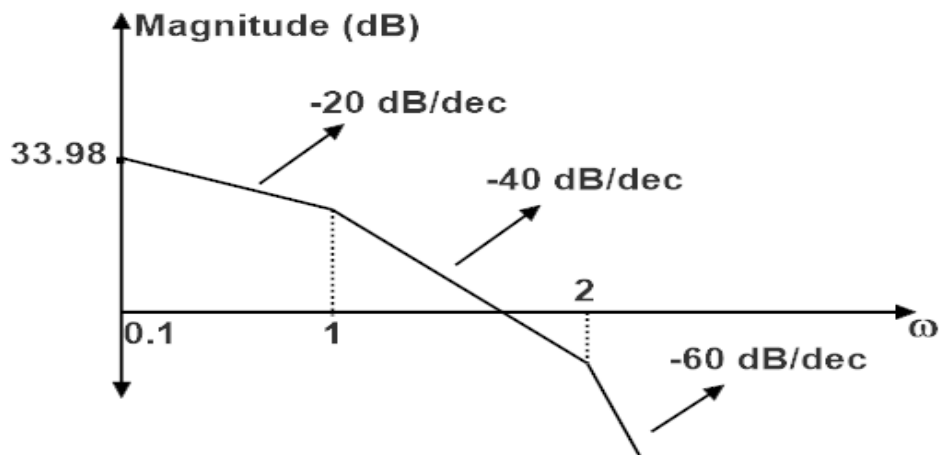 Magnitude (dB)
-20 dB/dec
33.98
-40 dB/dec
2
0.1
1
ω
-60 dB/dec